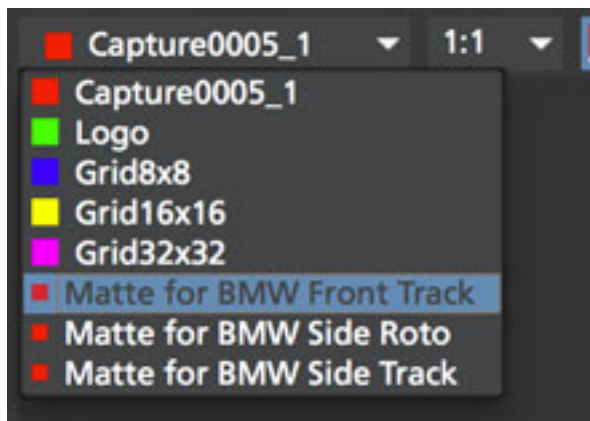 Capture0005_1 1:1
Capture0005_1
Logo
Grid8x8
Grid16x16
Grid32x32
Matte for BMW Front Track
Matte for BMW Side Roto
Matte for BMW Side Track